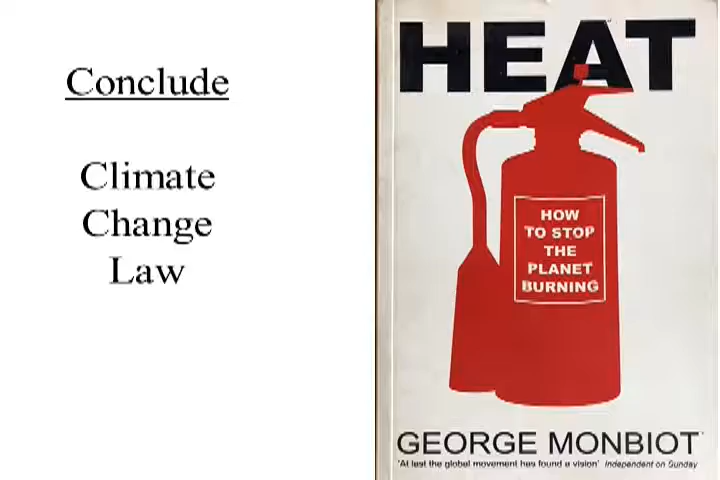 Conclude
Climate
Change
Law
HEAT
HOW
TO STOP
THE
PLANET
BURNING
GEORGE MONBIOT
'At last the global movement has found a vision' Independent on Sunday